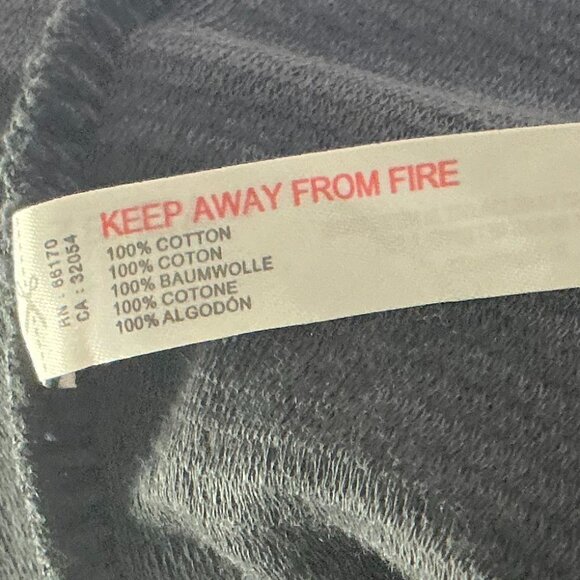 KEEP AWAY FROM FIRE
100% COTTON
100% COTON
100% BAUMWOLLE
100% COTONE
100% ALGODÓN
RN : 66170
CA : 32054